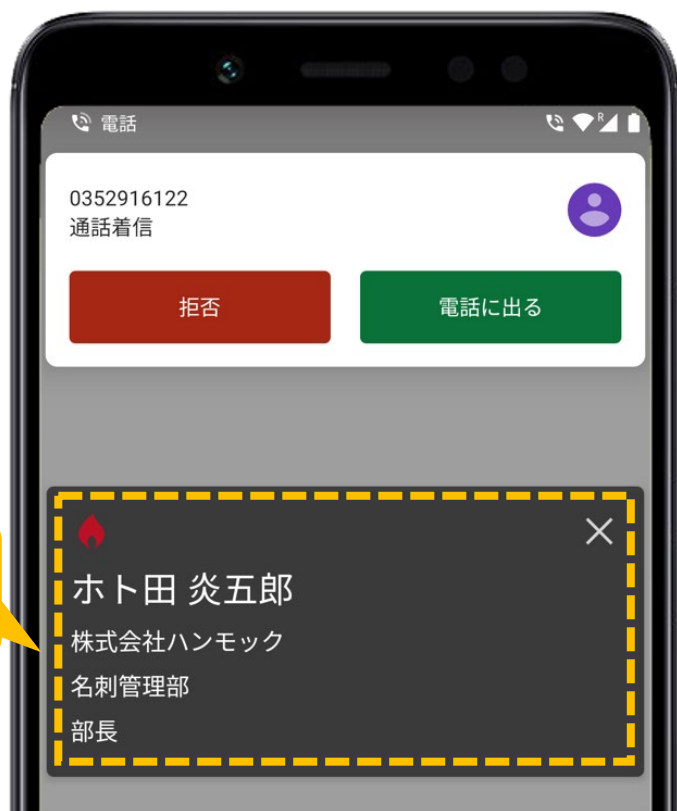 電話
R
0352916122
通話着信
拒否
電話に出る
ホト田 炎五郎
株式会社ハンモック
名刺管理部
部長